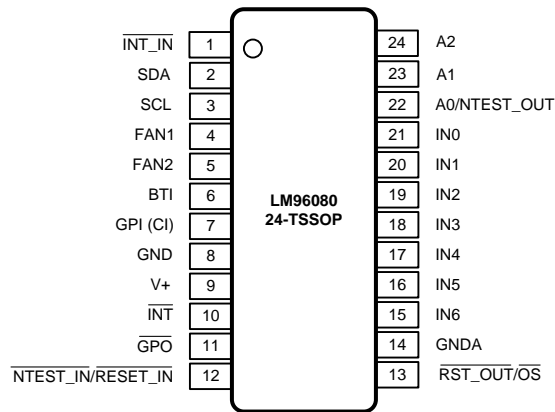 INT_IN 1 24 A2
SDA 2 23 A1
SCL 3 22 A0/NTEST_OUT
FAN1 4 21 IN0
FAN2 5 20 IN1
BTI 6 19 IN2
LM96080
24-TSSOP
GPI (CI) 7 18 IN3
GND 8 17 IN4
V+ 9 16 IN5
INT 10 15 IN6
GPO 11 14 GNDA
NTEST_IN/RESET_IN 12 13 RST_OUT/OS